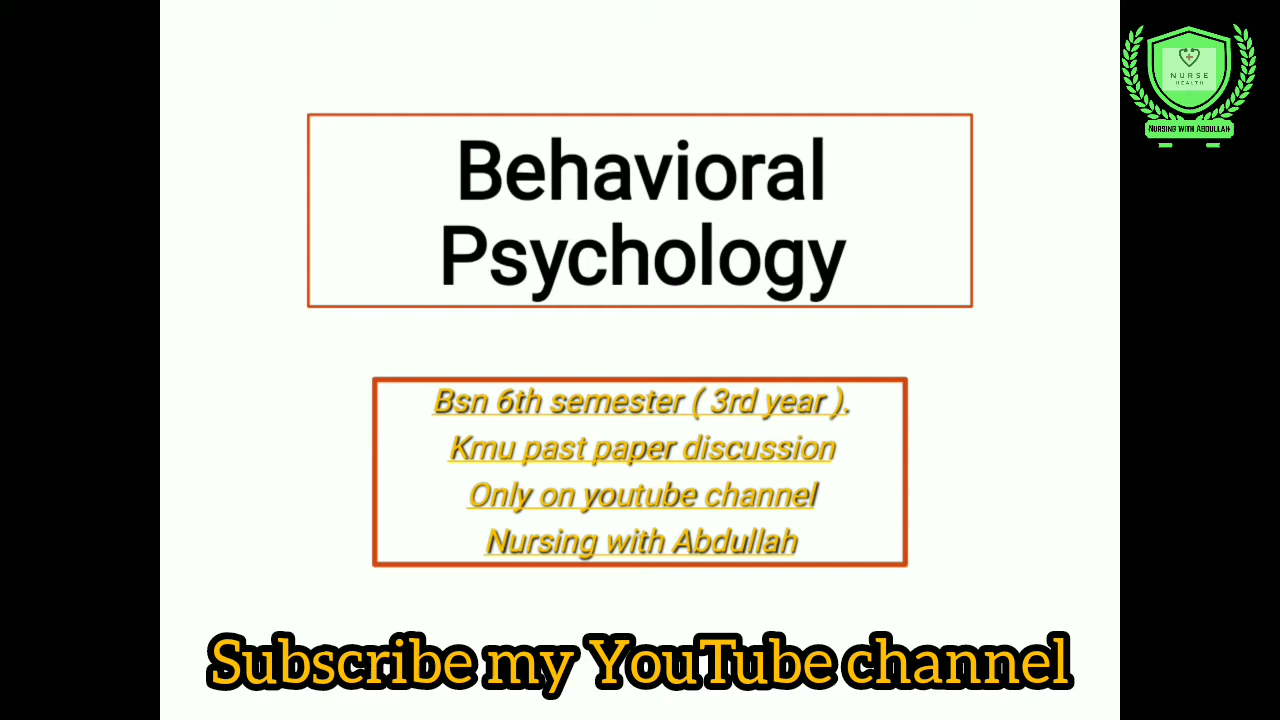 NURSE
HEALTH
Nursing with Abdullah
Behavioral
Psychology
Bsn 6th semester ( 3rd year ).
Kmu past paper discussion
Only on youtube channel
Nursing with Abdullah
Subscribe my YouTube channel